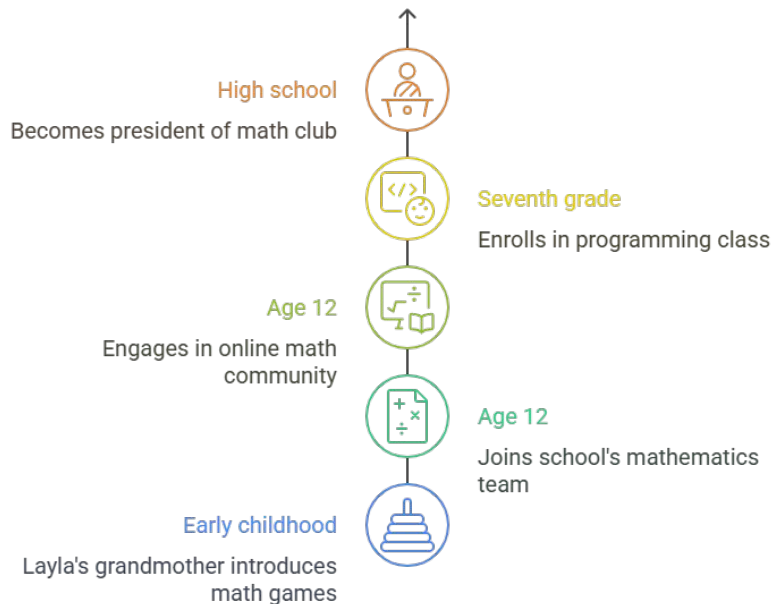 High school
Becomes president of math club
Seventh grade
Enrolls in programming class
Age 12
Engages in online math
community
Age 12
Joins school's mathematics
team
Early childhood
Layla's grandmother introduces
math games